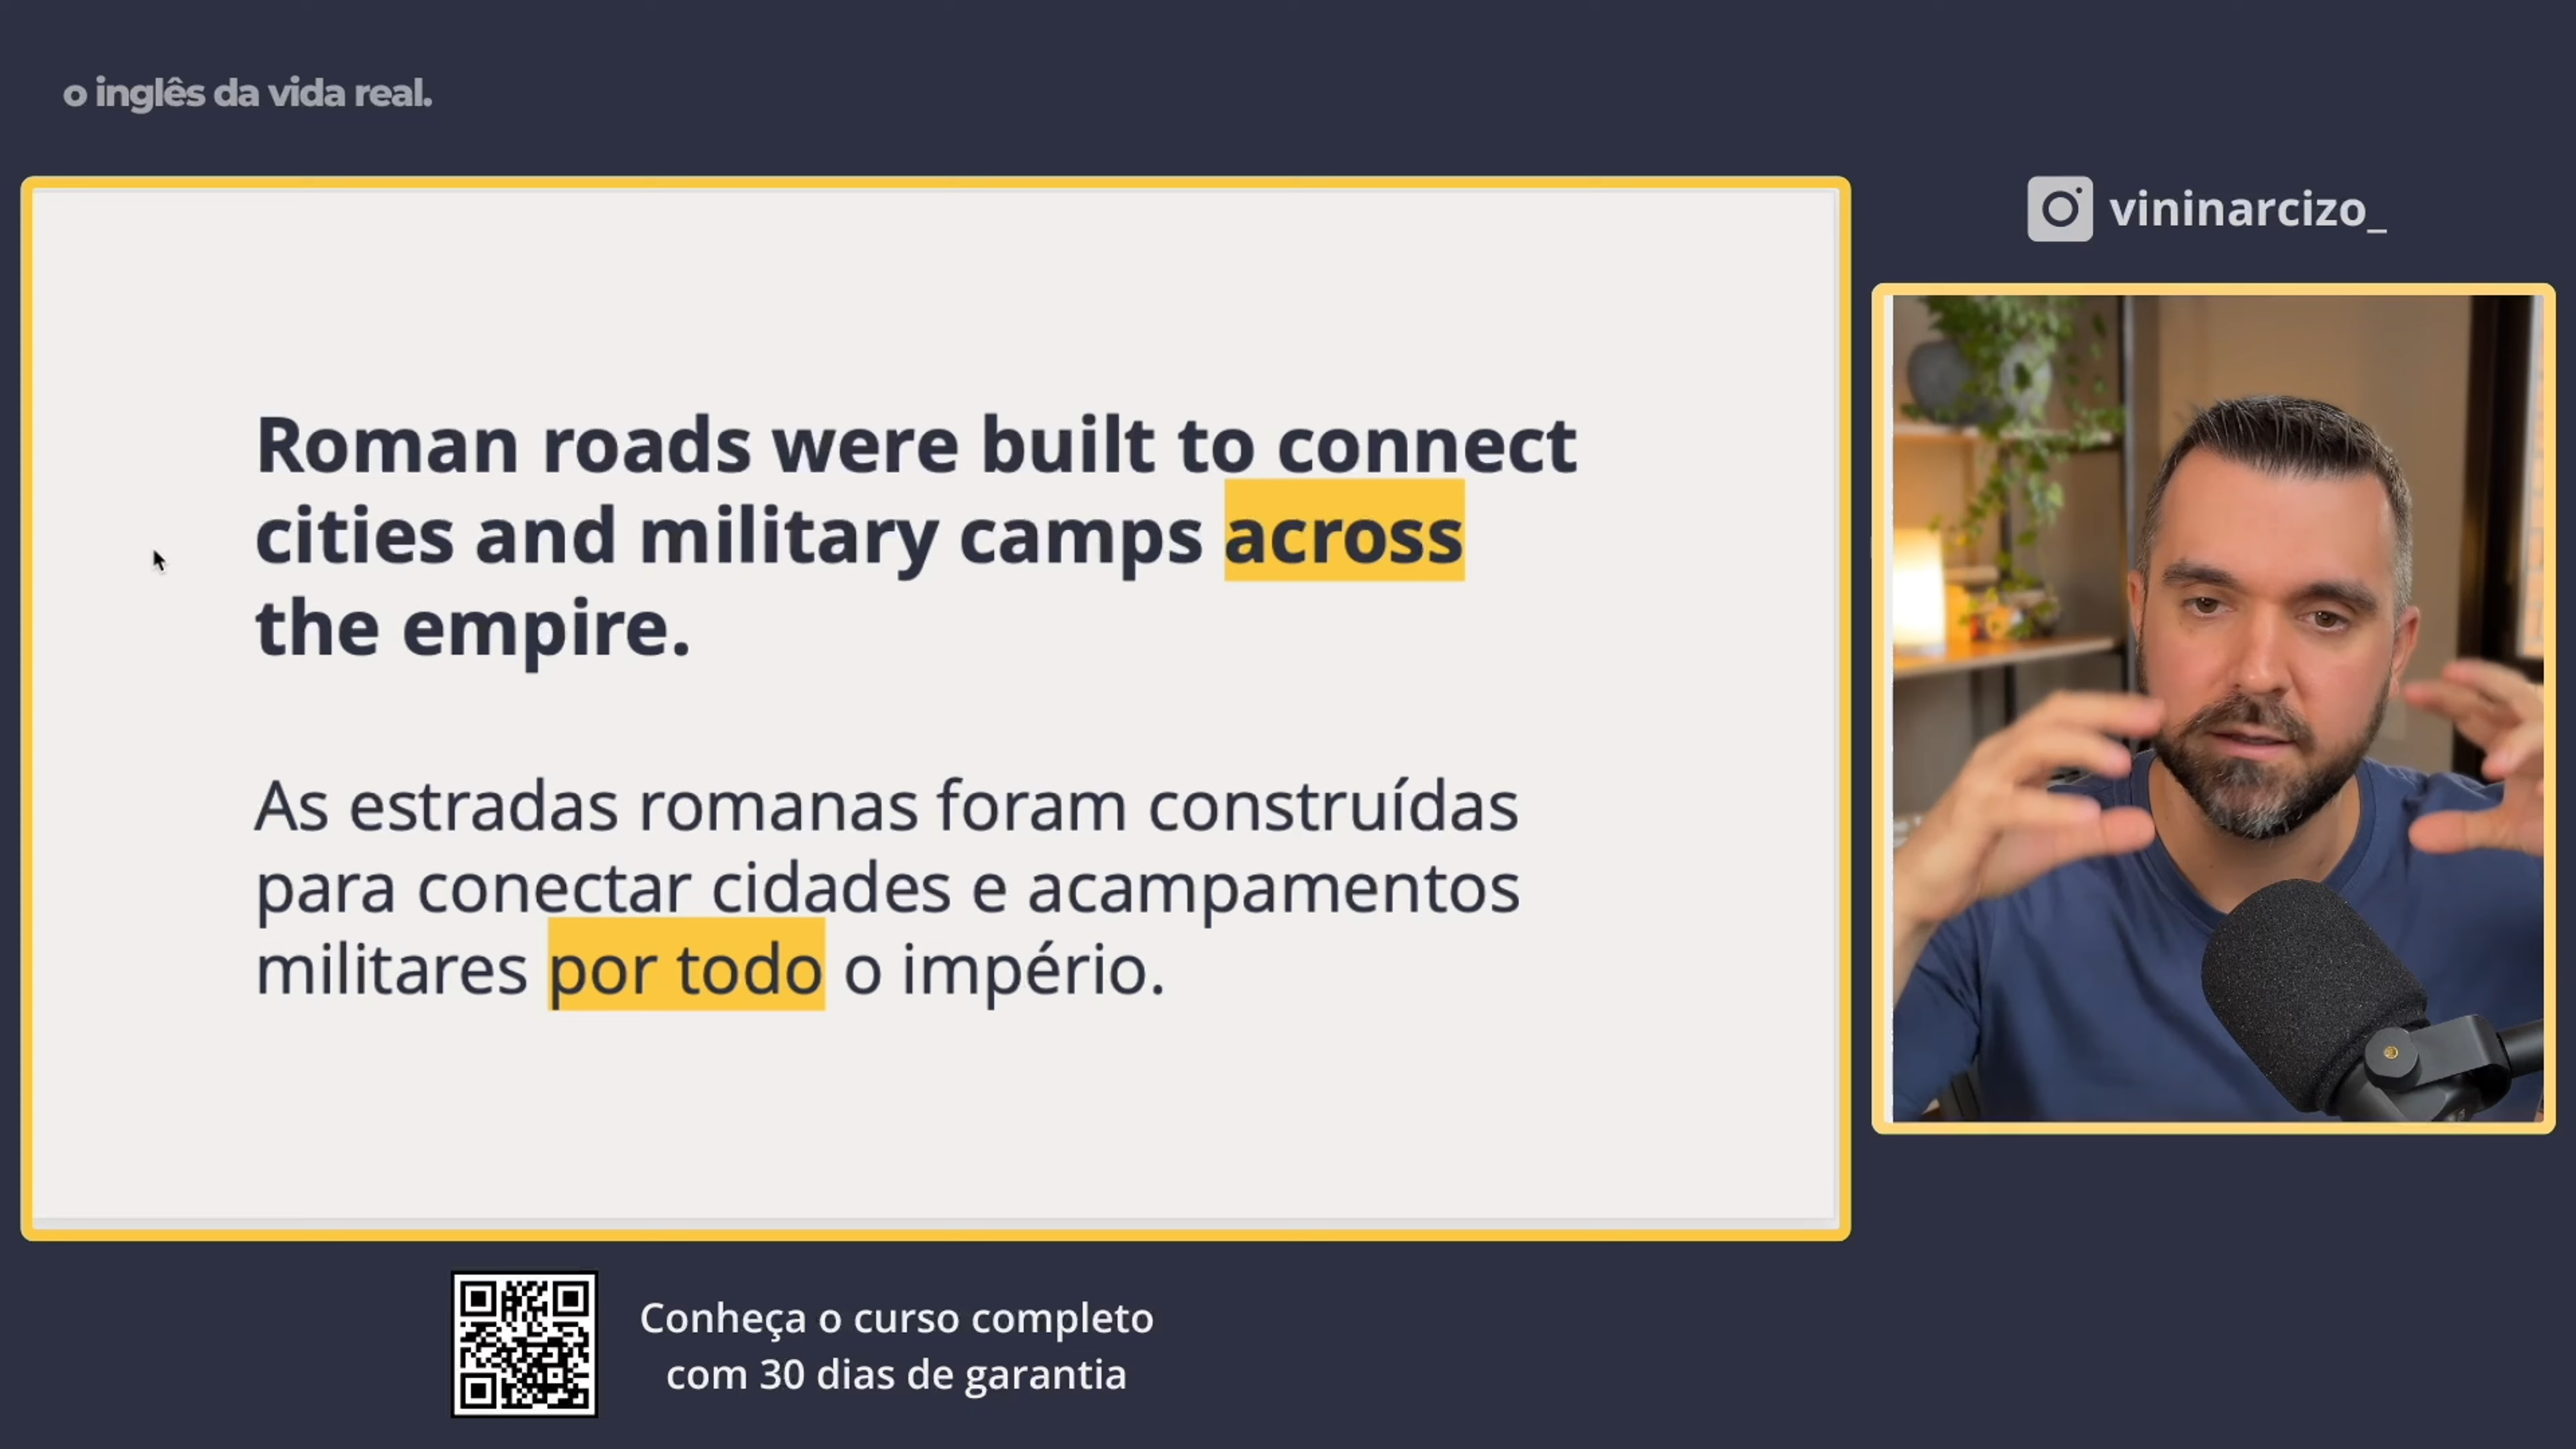 o inglês da vida real.
vininarcizo_
Roman roads were built to connect
cities and military camps across
the empire.
As estradas romanas foram construídas
para conectar cidades e acampamentos
militares por todo o império.
Conheça o curso completo
com 30 dias de garantia